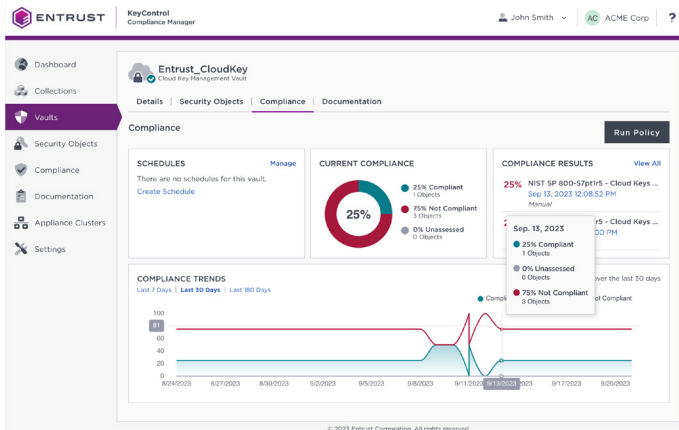 ENTRUST
KeyControl
Compliance Manager
John Smith
AC
ACME Corp
?
Dashboard
Collections
Vaults
Security Objects
Compliance
Documentation
Appliance Clusters
Settings
Entrust_CloudKey
Cloud Key Management Vault
Details | Security Objects | Compliance | Documentation
Compliance
Run Policy
SCHEDULES
Manage
There are no schedules for this vault.
Create Schedule
CURRENT COMPLIANCE
25%
25% Compliant
1 Objects
75% Not Compliant
3 Objects
0% Unassessed
0 Objects
COMPLIANCE RESULTS
View All
25%
NIST SP 800-57pt1r5 - Cloud Keys ...
Sep 13, 2023 12:08:52 PM
Manual
2
r5 - Cloud Keys ...
:00 PM
Sep. 13, 2023
25% Compliant
1 Objects
0% Unassessed
0 Objects
75% Not Compliant
3 Objects
COMPLIANCE TRENDS
Last 7 Days | Last 30 Days | Last 180 Days
over the last 30 days
Compli
ot Compliant
100
81
60
40
20
0
8/24/2023 8/27/2023 8/30/2023 9/2/2023 9/5/2023 9/8/2023 9/11/202 9/13/2023 2023 9/17/2023 9/20/2023
© 2023 Entrust Corporation. All rights reserved